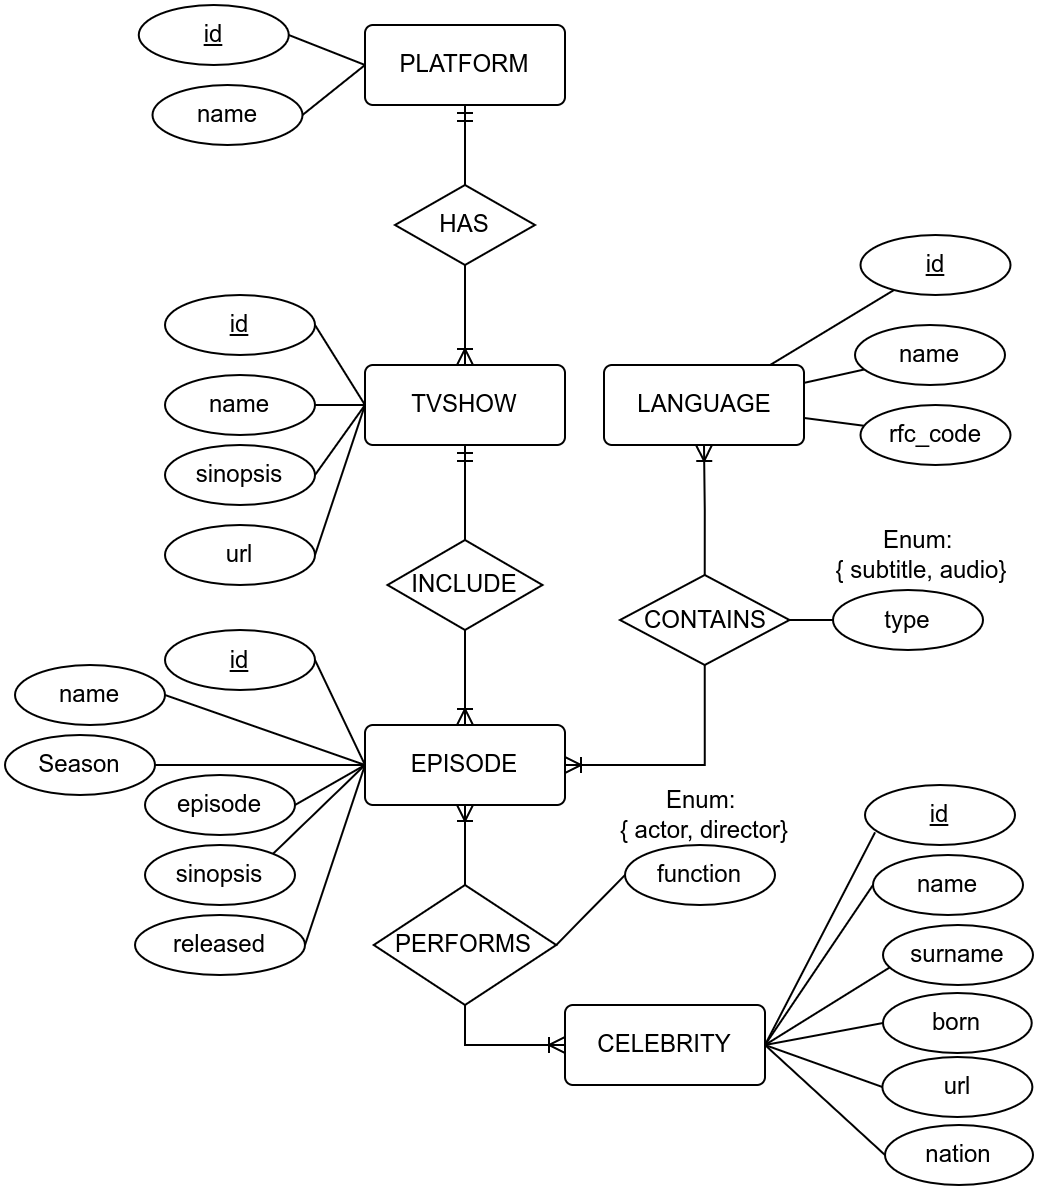 id
PLATFORM
name
HAS
id
id
name
name
TVSHOW
LANGUAGE
rfc_code
sinopsis
url
Enum:
{ subtitle, audio}
INCLUDE
CONTAINS
type
id
name
Season
EPISODE
episode
Enum:
{ actor, director}
id
sinopsis
function
name
released
PERFORMS
surname
born
CELEBRITY
url
nation